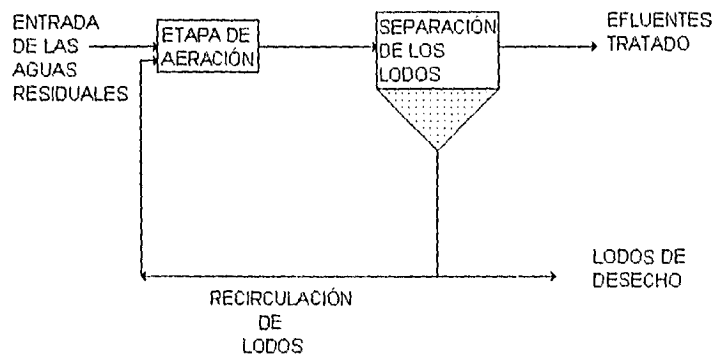 ENTRADA
DE LAS
AGUAS
RESIDUALES
ETAPA DE
AERACIÓN
SEPARACIÓN
DE LOS
LODOS
EFLUENTES
TRATADO
LODOS DE
DESECHO
RECIRCULACIÓN
DE
LODOS